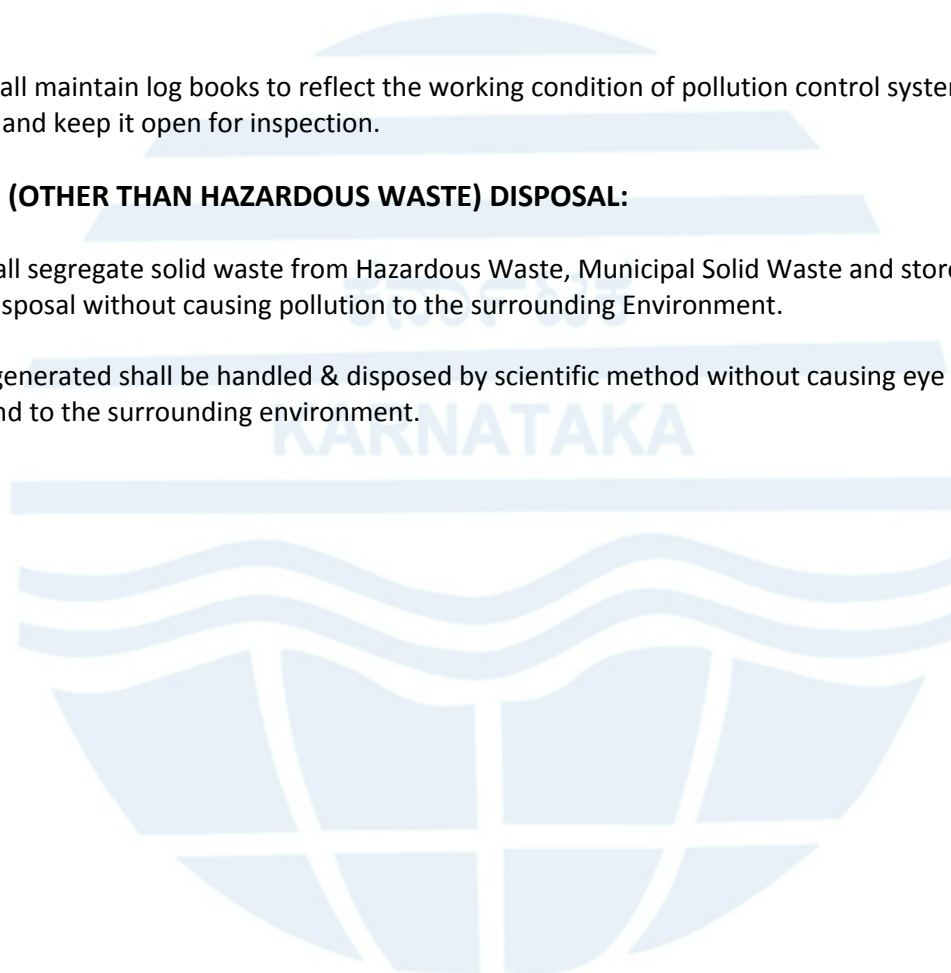 all maintain log books to reflect the working condition of pollution control system
and keep it open for inspection.
(OTHER THAN HAZARDOUS WASTE) DISPOSAL:
all segregate solid waste from Hazardous Waste, Municipal Solid Waste and store
sposal without causing pollution to the surrounding Environment.
generated shall be handled & disposed by scientific method without causing eye
nd to the surrounding environment.
KARNATAKA